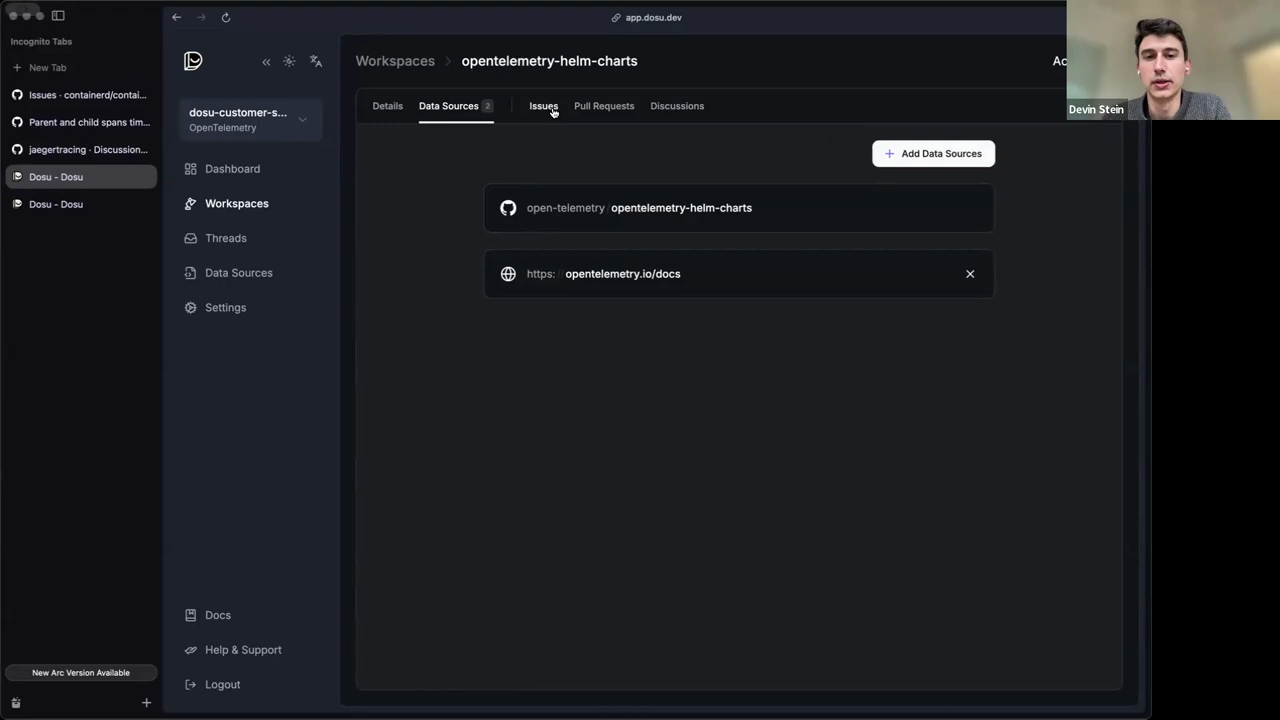 app.dosu.dev
Incognito Tabs
New Tab
Issues · containerd/contai...
Parent and child spans tim...
jaegertracing · Discussion...
Dosu – Dosu
Dosu – Dosu
New Arc Version Available
dosu-customer-s...
OpenTelemetry
Dashboard
Workspaces
Threads
Data Sources
Settings
Docs
Help & Support
Logout
Workspaces > opentelemetry-helm-charts
Details Data Sources 2 Issues Pull Requests Discussions
+ Add Data Sources
open-telemetry/opentelemetry-helm-charts
https: opentelemetry.io/docs
Devin Stein